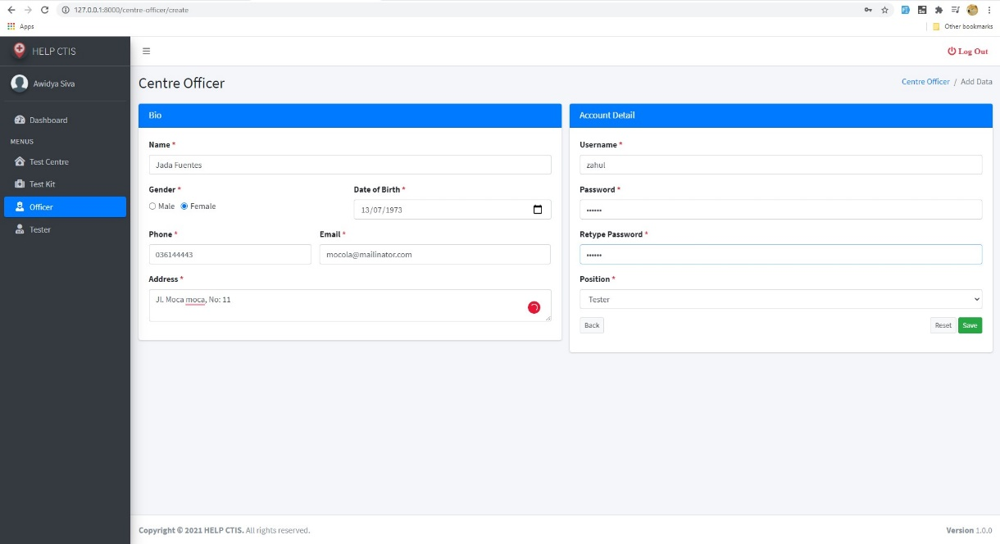 127.0.0.1:8000/centre-officer/create
Apps
Other bookmarks
HELP CTIS
Log Out
Awidya Siva
Centre Officer
Centre Officer / Add Data
Dashboard
MENUS
Test Centre
Test Kit
Officer
Tester
Bio
Name *
Jada Fuentes
Gender *
Date of Birth *
Male Female
13/07/1973
Phone *
Email *
036144443
mocola@mailinator.com
Address *
Jl. Moca moca, No: 11
Account Detail
Username *
zahul
Password *
••••••
Retype Password *
••••••
Position *
Tester
Back
Reset
Save
Copyright © 2021 HELP CTIS. All rights reserved.
Version 1.0.0